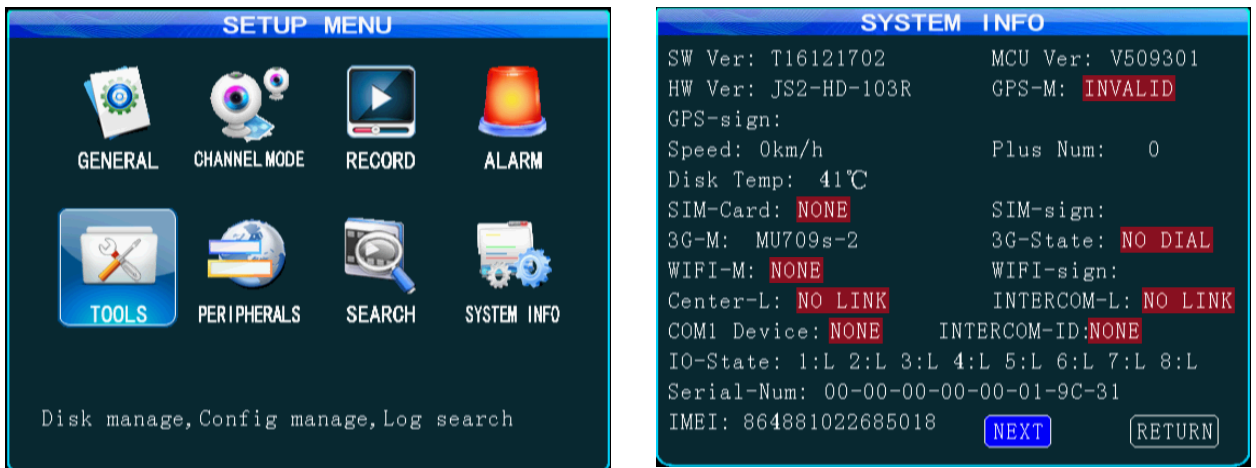 SETUP MENU
GENERAL CHANNEL MODE RECORD ALARM
TOOLS PERIPHERALS SEARCH SYSTEM INFO
Disk manage,Config manage,Log search
SYSTEM INFO
SW Ver: T16121702 MCU Ver: V509301
HW Ver: JS2-HD-103R GPS-M: INVALID
GPS-sign:
Speed: 0km/h Plus Num: 0
Disk Temp: 41℃
SIM-Card: NONE SIM-sign:
3G-M: MU709s-2 3G-State: NO DIAL
WIFI-M: NONE WIFI-sign:
Center-L: NO LINK INTERCOM-L: NO LINK
COM1 Device: NONE INTERCOM-ID:NONE
IO-State: 1:L 2:L 3:L 4:L 5:L 6:L 7:L 8:L
Serial-Num: 00-00-00-00-00-01-9C-31
IMEI: 864881022685018 NEXT RETURN